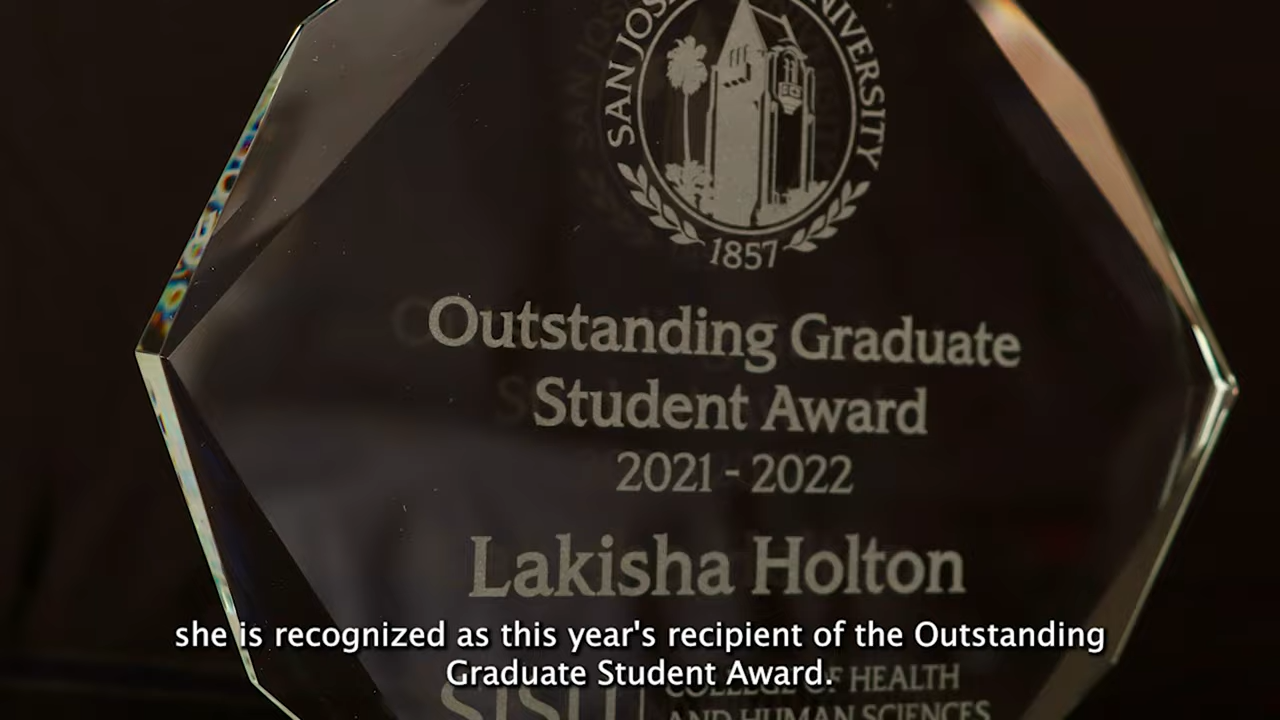 SAN JOS UNIVERSITY
1857
Outstanding Graduate
Student Award
2021 - 2022
Lakisha Holton
she is recognized as this year's recipient of the Outstanding
Graduate Student Award.
SJSU COLLEGE OF HEALTH
AND HUMAN SCIENCES